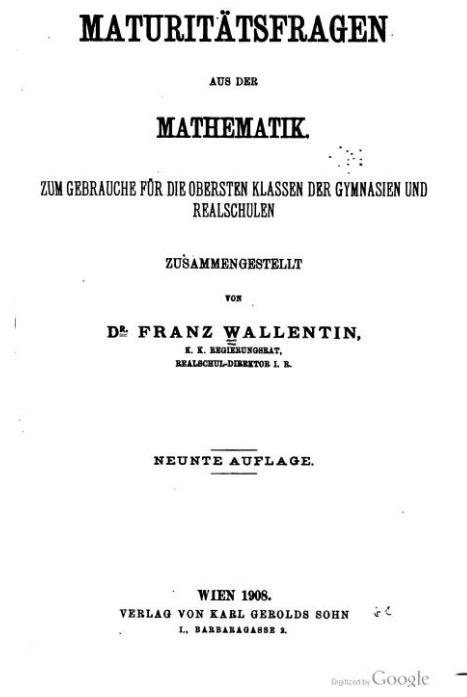 MATURITÄTSFRAGEN
AUS DER
MATHEMATIK.
ZUM GEBRAUCHE FÜR DIE OBERSTEN KLASSEN DER GYMNASIEN UND
REALSCHULEN
ZUSAMMENGESTELLT
VON
DR. FRANZ WALLENTIN,
K. K. REGIERUNGSRAT,
REALSCHUL-DIREKTOR I. R.
NEUNTE AUFLAGE.
WIEN 1908.
VERLAG VON KARL GEROLDS SOHN
I., BARBARAGASSE 2.
Digitized by Google